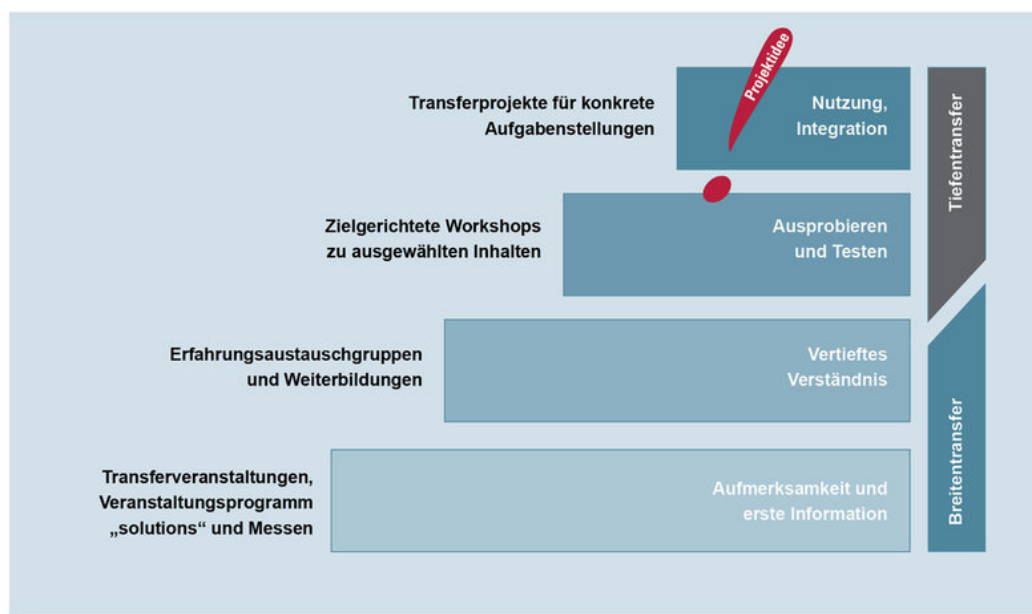 Projektidee
Transferprojekte für konkrete
Aufgabenstellungen
Nutzung,
Integration
Tiefentransfer
Zielgerichtete Workshops
zu ausgewählten Inhalten
Ausprobieren
und Testen
Erfahrungsaustauschgruppen
und Weiterbildungen
Vertieftes
Verständnis
Breitentransfer
Transferveranstaltungen,
Veranstaltungsprogramm
„solutions“ und Messen
Aufmerksamkeit und
erste Information